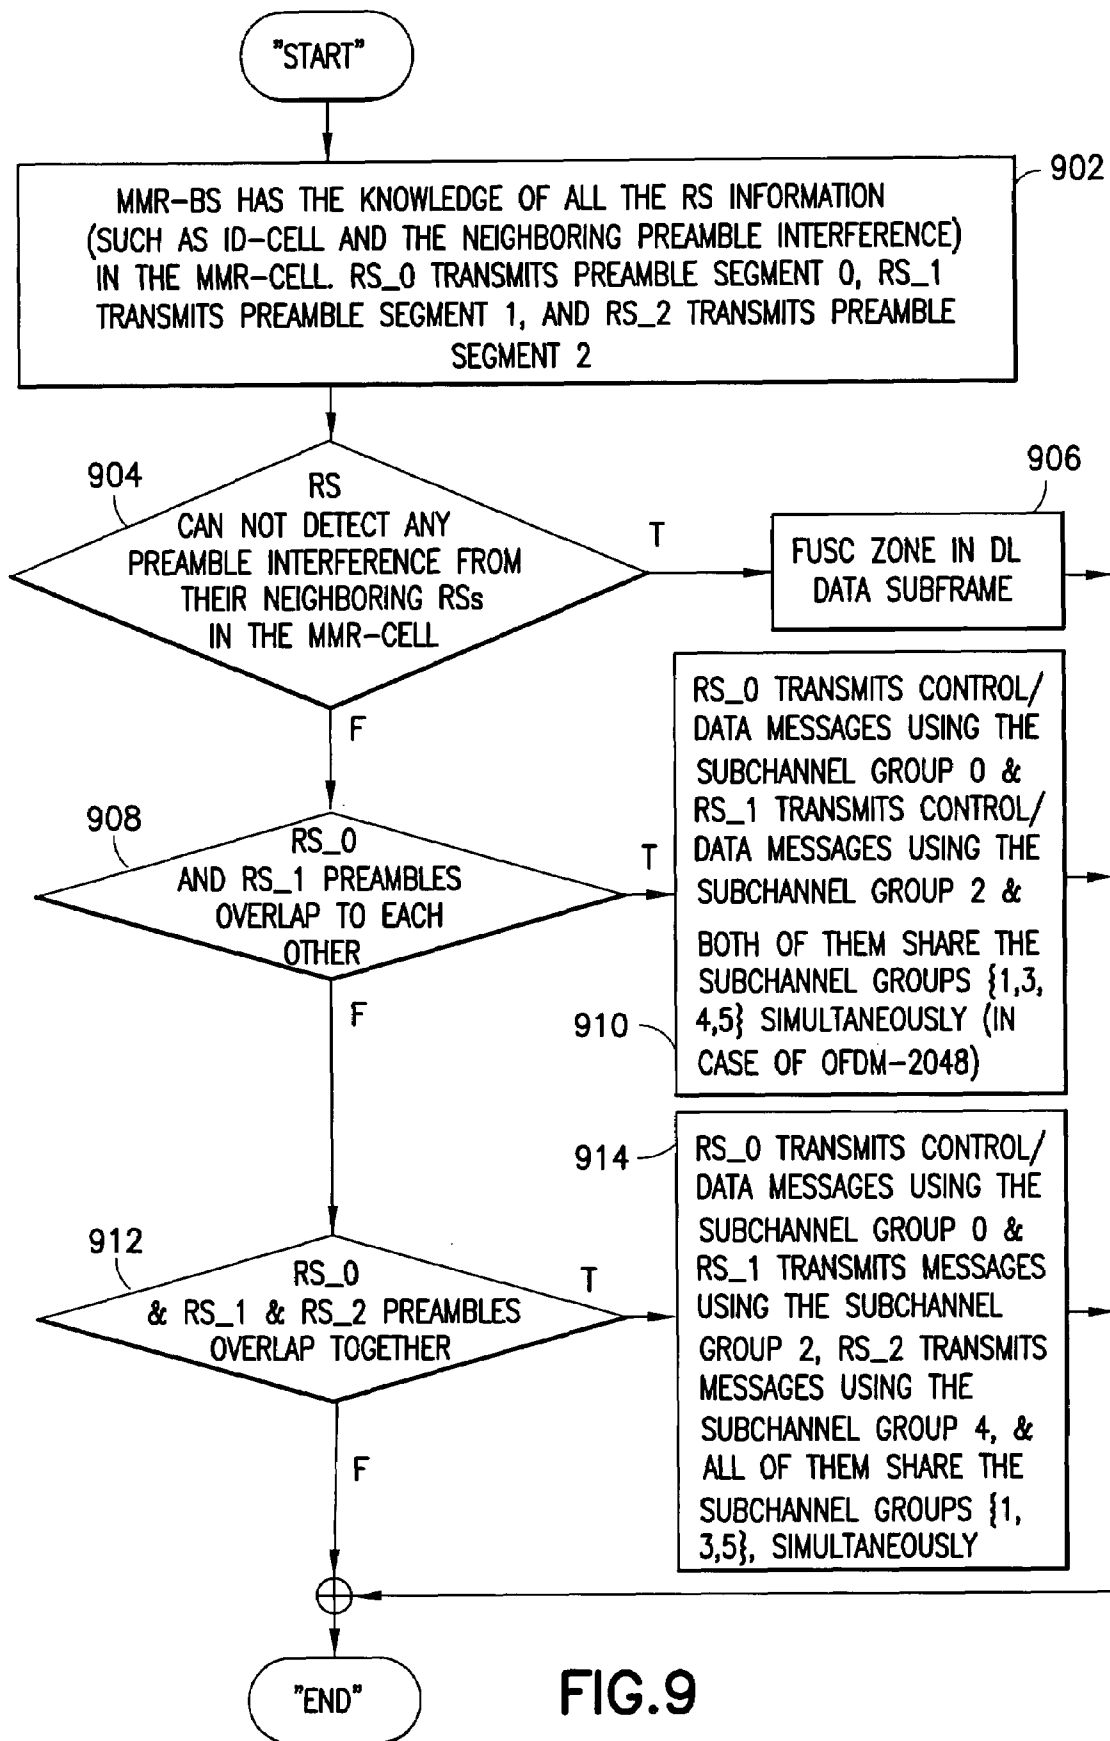 "START"
902
MMR-BS HAS THE KNOWLEDGE OF ALL THE RS INFORMATION
(SUCH AS ID-CELL AND THE NEIGHBORING PREAMBLE INTERFERENCE)
IN THE MMR-CELL. RS_0 TRANSMITS PREAMBLE SEGMENT 0, RS_1
TRANSMITS PREAMBLE SEGMENT 1, AND RS_2 TRANSMITS PREAMBLE
SEGMENT 2
904
RS
CAN NOT DETECT ANY
PREAMBLE INTERFERENCE FROM
THEIR NEIGHBORING RSs
IN THE MMR-CELL
T
F
906
FUSC ZONE IN DL
DATA SUBFRAME
908
RS_0
AND RS_1 PREAMBLES
OVERLAP TO EACH
OTHER
T
F
RS_0 TRANSMITS CONTROL/
DATA MESSAGES USING THE
SUBCHANNEL GROUP 0 &
RS_1 TRANSMITS CONTROL/
DATA MESSAGES USING THE
SUBCHANNEL GROUP 2 &
BOTH OF THEM SHARE THE
SUBCHANNEL GROUPS {1,3,
4,5} SIMULTANEOUSLY (IN
CASE OF OFDM-2048)
910
912
RS_0
& RS_1 & RS_2 PREAMBLES
OVERLAP TOGETHER
T
F
914
RS_0 TRANSMITS CONTROL/
DATA MESSAGES USING THE
SUBCHANNEL GROUP 0 &
RS_1 TRANSMITS MESSAGES
USING THE SUBCHANNEL
GROUP 2, RS_2 TRANSMITS
MESSAGES USING THE
SUBCHANNEL GROUP 4, &
ALL OF THEM SHARE THE
SUBCHANNEL GROUPS {1,
3,5}, SIMULTANEOUSLY
"END"
FIG.9